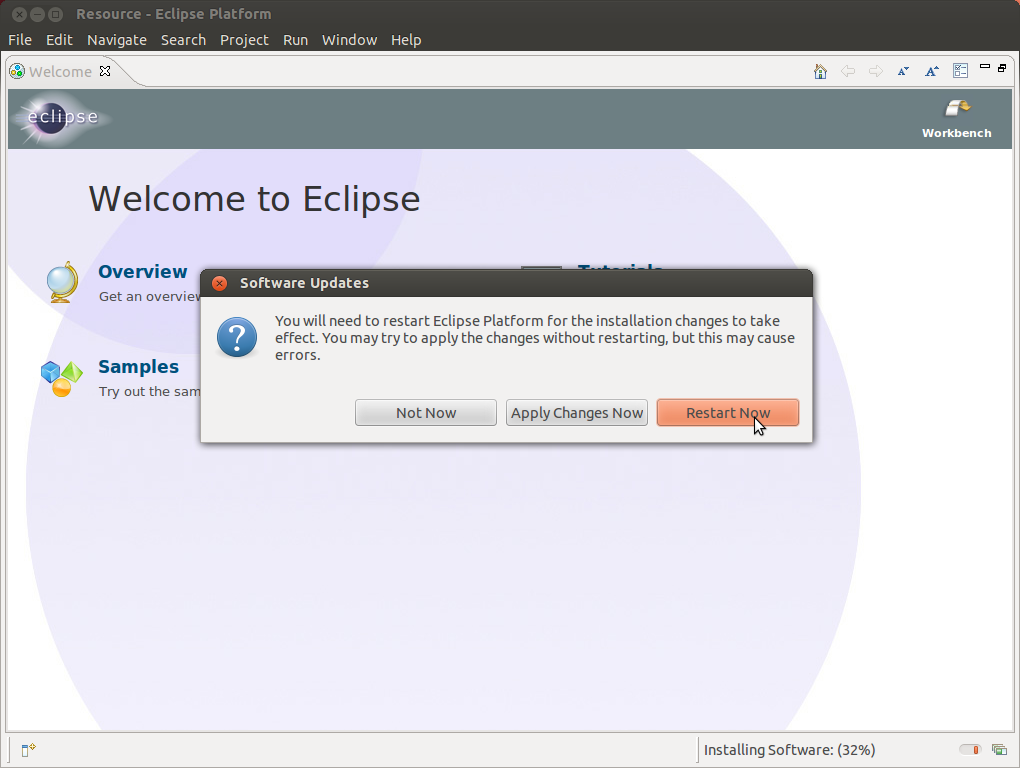 Resource - Eclipse Platform
File Edit Navigate Search Project Run Window Help
Welcome
eclipse
Workbench
Welcome to Eclipse
Overview
Get an overview
Tutorials
Samples
Try out the sam
Software Updates
You will need to restart Eclipse Platform for the installation changes to take
effect. You may try to apply the changes without restarting, but this may cause
errors.
Not Now Apply Changes Now Restart Now
Installing Software: (32%)